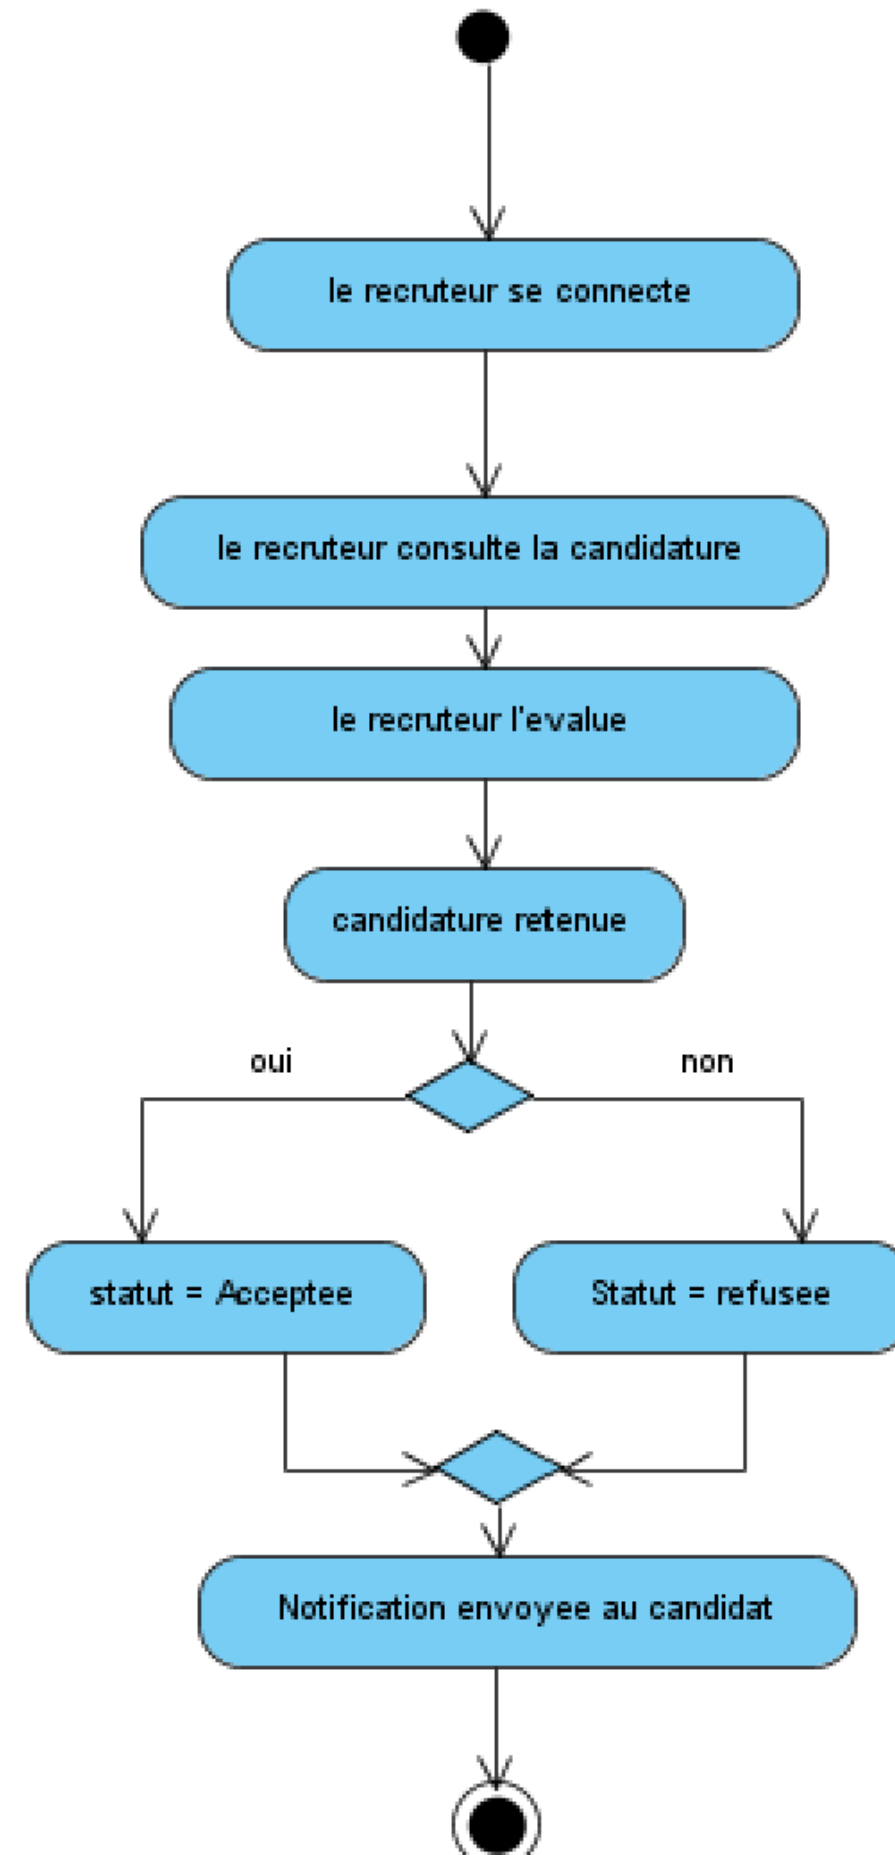 le recruteur se connecte
le recruteur consulte la candidature
le recruteur l'evalue
candidature retenue
oui
non
statut = Acceptee
Statut = refusee
Notification envoyee au candidat